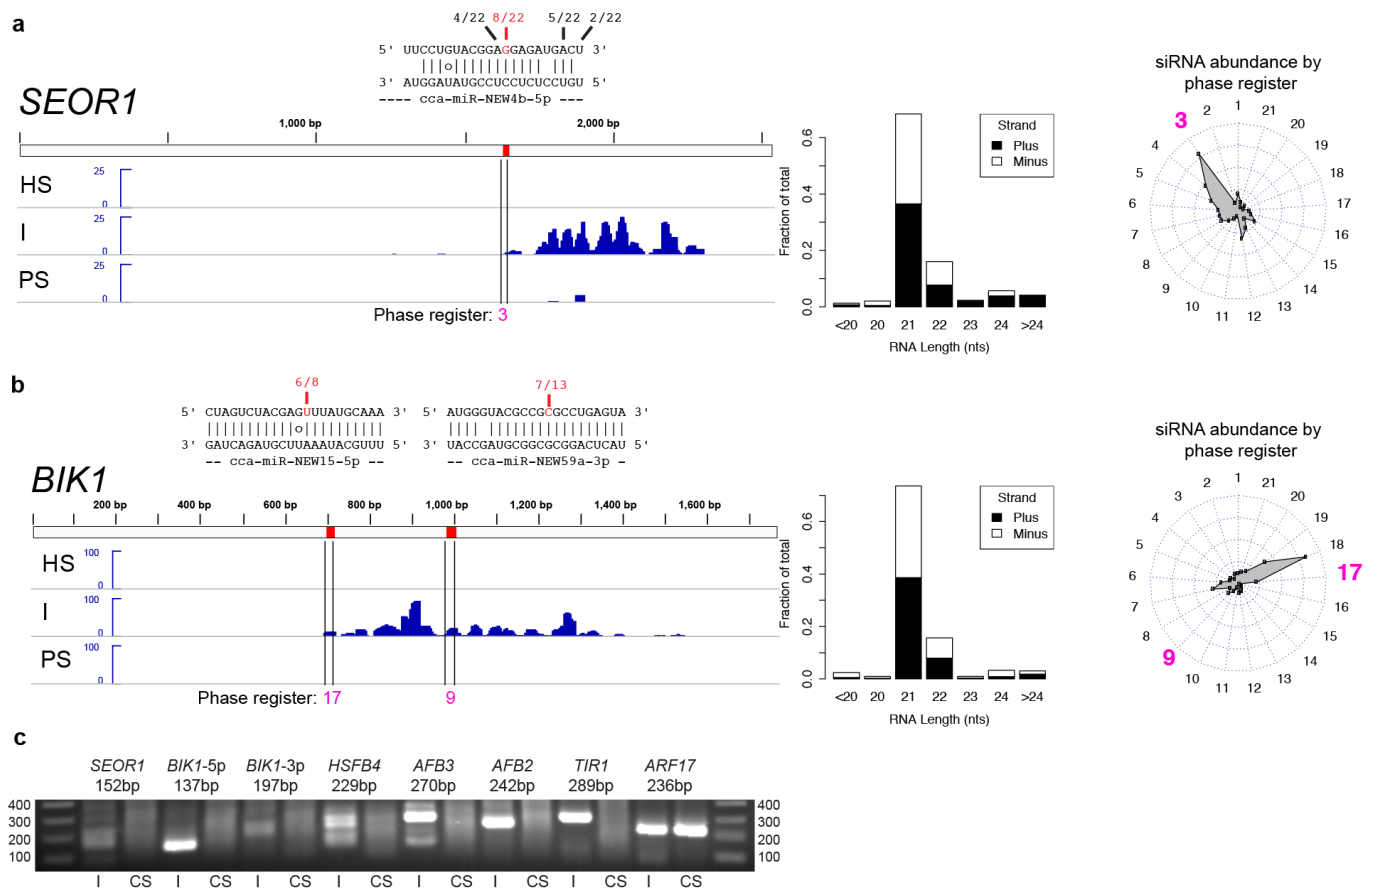 a
4/22 8/22 5/22 2/22
5' UUCCUGUACGGAGGAGAUGACU 3'
3' AUGGAUAUGCCUCCUCUCCUGU 5'
---- cca-miR-NEW4b-5p ---
SEOR1
1,000 bp 2,000 bp
HS 25 0
I 25 0
PS 25 0
Phase register: 3
Fraction of total
0.0 0.2 0.4 0.6
Strand
Plus
Minus
<20 20 21 22 23 24 >24
RNA Length (nts)
siRNA abundance by
phase register
1 2 3 4 5 6 7 8 9 10 11 12 13 14 15 16 17 18 19 20 21
b
6/8 7/13
5' CUAGUCUACGAGUUUAUGCAAA 3' 5' AUGGGUACGCCGCGCCUGAGUA 3'
3' GAUCAGAUGCUUAAAUACGUUU 5' 3' UACCGAUGCGGCGCGGACUCAU 5'
-- cca-miR-NEW15-5p -- -- cca-miR-NEW59a-3p -
BIK1
200 bp 400 bp 600 bp 800 bp 1,000 bp 1,200 bp 1,400 bp 1,600 bp
HS 100 0
I 100 0
PS 100 0
Phase register: 17 9
Fraction of total
0.0 0.2 0.4 0.6
Strand
Plus
Minus
<20 20 21 22 23 24 >24
RNA Length (nts)
siRNA abundance by
phase register
1 2 3 4 5 6 7 8 9 10 11 12 13 14 15 16 17 18 19 20 21
c
SEOR1 BIK1-5p BIK1-3p HSFB4 AFB3 AFB2 TIR1 ARF17
152bp 137bp 197bp 229bp 270bp 242bp 289bp 236bp
400 400
300 300
200 200
100 100
I CS I CS I CS I CS I CS I CS I CS I CS